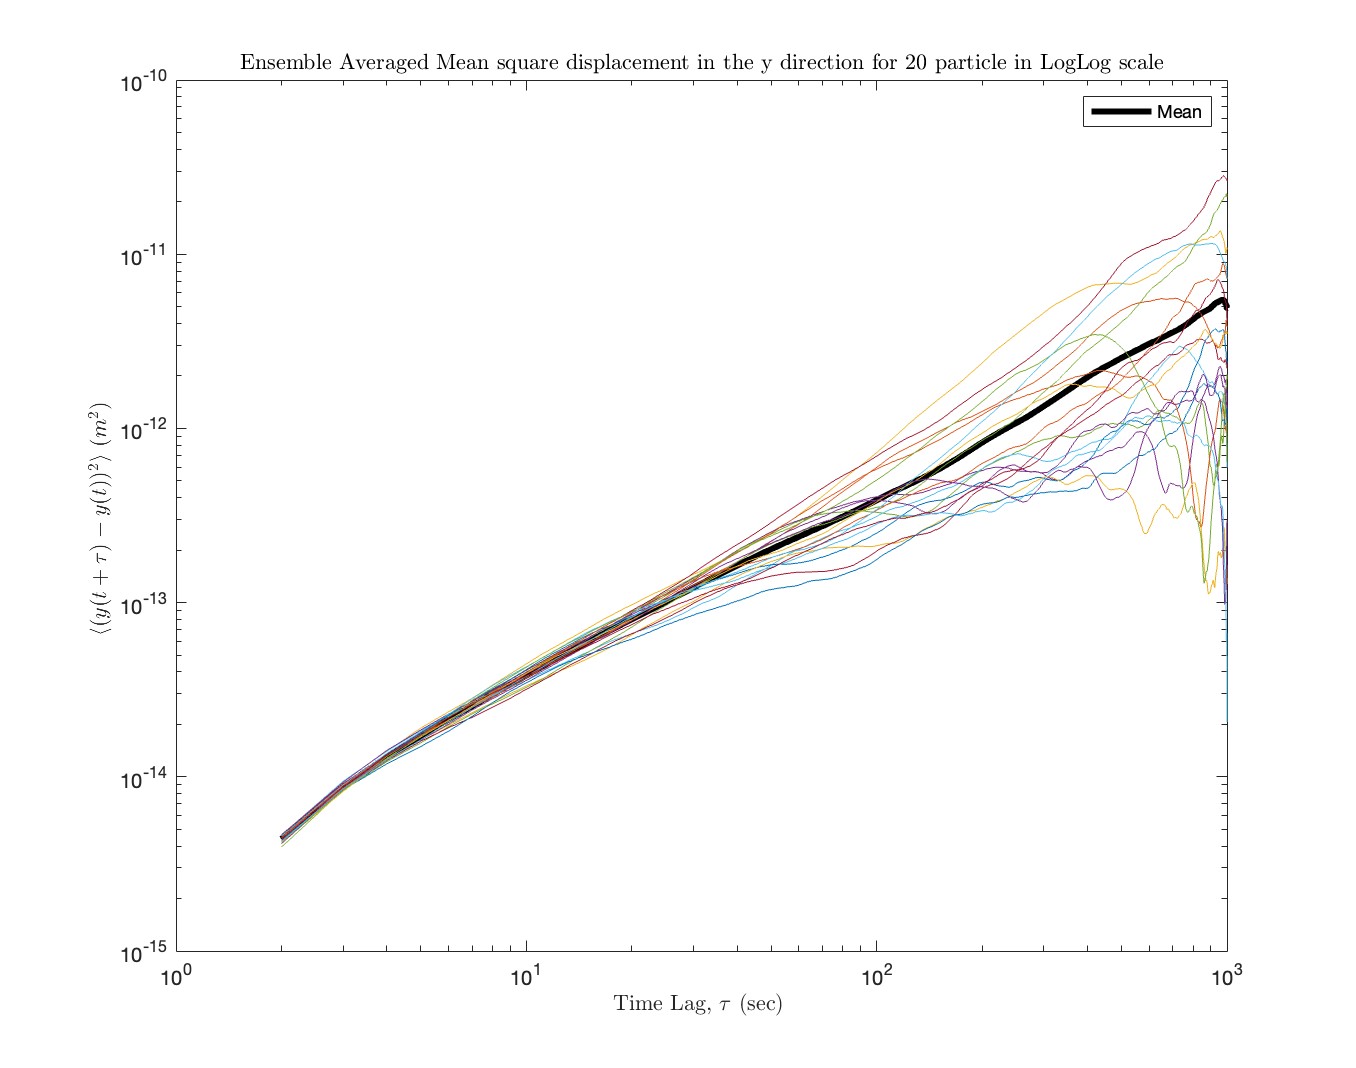 Ensemble Averaged Mean square displacement in the y direction for 20 particle in LogLog scale
Mean
10^-10
10^-11
10^-12
10^-13
10^-14
10^-15
⟨(y(t + τ) − y(t))^2⟩ (m^2)
10^0 10^1 10^2 10^3
Time Lag, τ (sec)